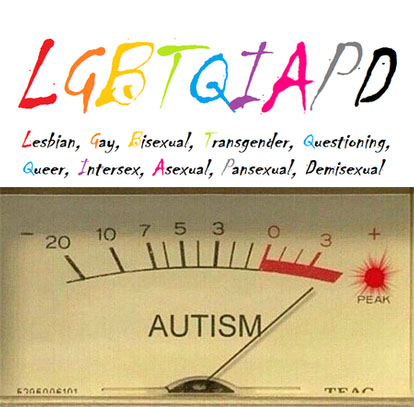 LGBTQIAPD
Lesbian, Gay, Bisexual, Transgender, Questioning,
Queer, Intersex, Asexual, Pansexual, Demisexual
- 20 10 7 5 3 0 3 +
PEAK
AUTISM
TEAC